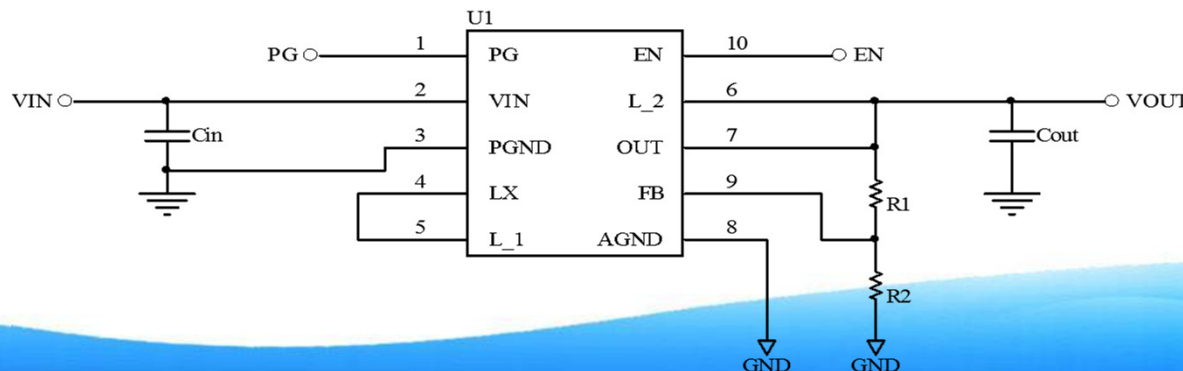 U1
PG 1 PG EN 10 EN
VIN 2 VIN L_2 6 VOUT
Cin 3 PGND OUT 7 Cout
4 LX FB 9 R1
5 L_1 AGND 8
R2
GND GND